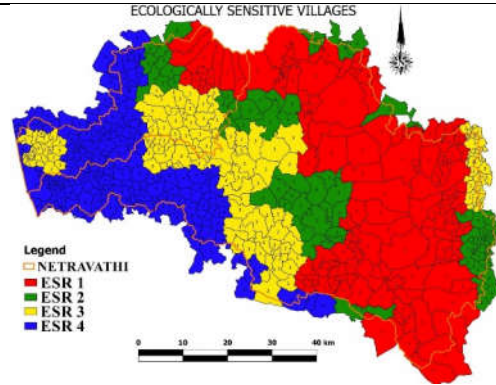 ECOLOGICALLY SENSITIVE VILLAGES
Legend
NETRAVATHI
ESR 1
ESR 2
ESR 3
ESR 4
0 10 20 30 40 km